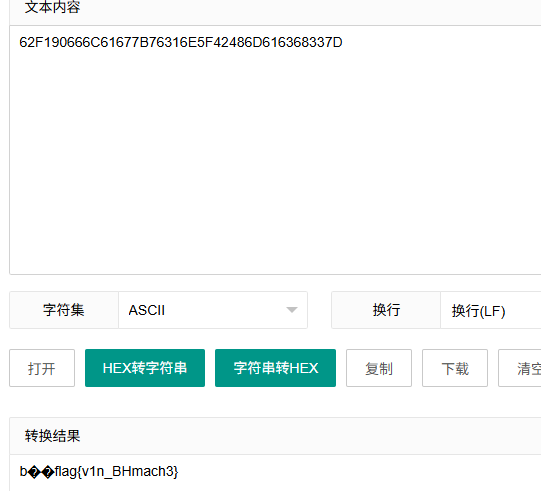 文本内容
62F190666C61677B76316E5F42486D616368337D
字符集 ASCII 换行 换行(LF)
打开 HEX转字符串 字符串转HEX 复制 下载 清空
转换结果
b��flag{v1n_BHmach3}